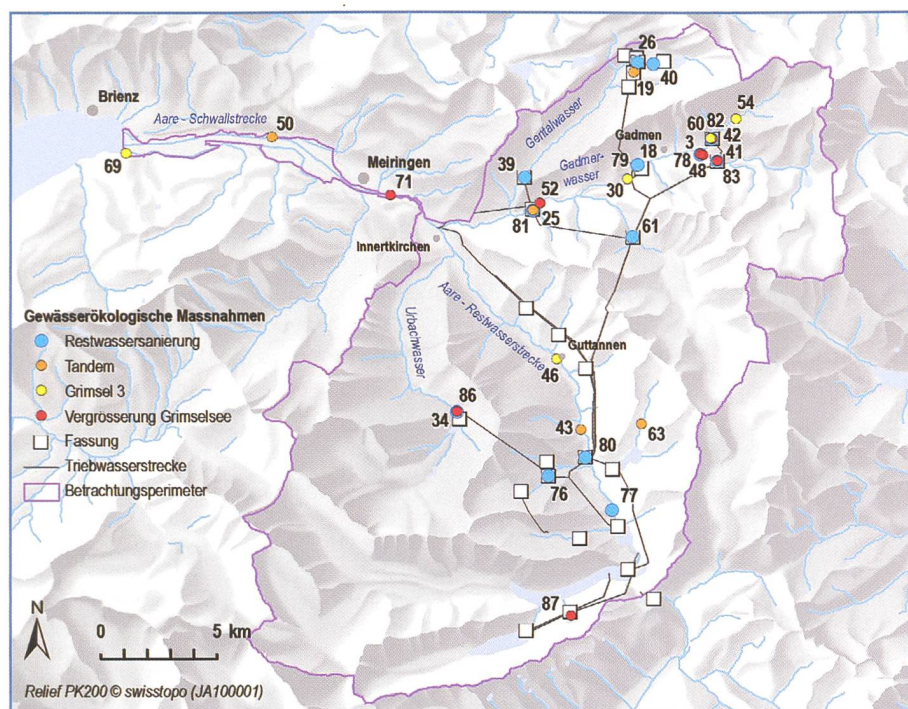 26
40
19
54
Brienz
Aare - Schwallstrecke
50
Gentalwasser
60
82
42
Gadmen
3
41
69
Meiringen
39
Gadmer-
wasser
79
18
78
48
83
71
52
30
81
25
61
Innertkirchen
Gewässerökologische Massnahmen
Restwassersanierung
Tandem
Grimsel 3
Vergrösserung Grimselsee
Fassung
Triebwasserstrecke
Betrachtungsperimeter
Urbachwasser
Aare - Restwasserstrecke
Guttannen
46
86
34
43
63
80
76
77
87
N
0
5 km
Relief PK200 © swisstopo (JA100001)